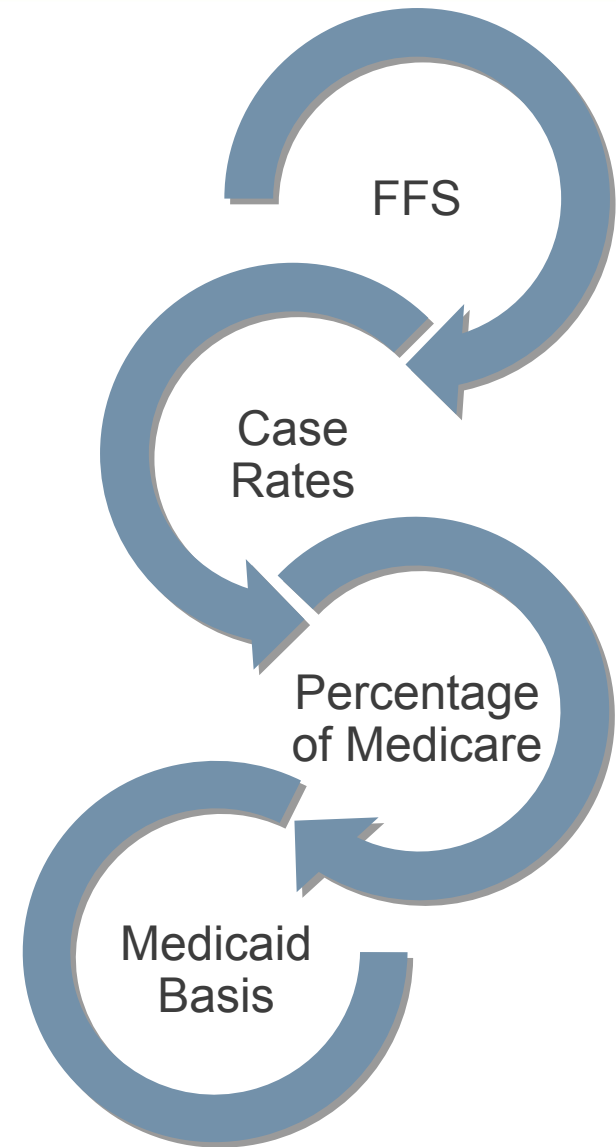 FFS
Case
Rates
Percentage
of Medicare
Medicaid
Basis